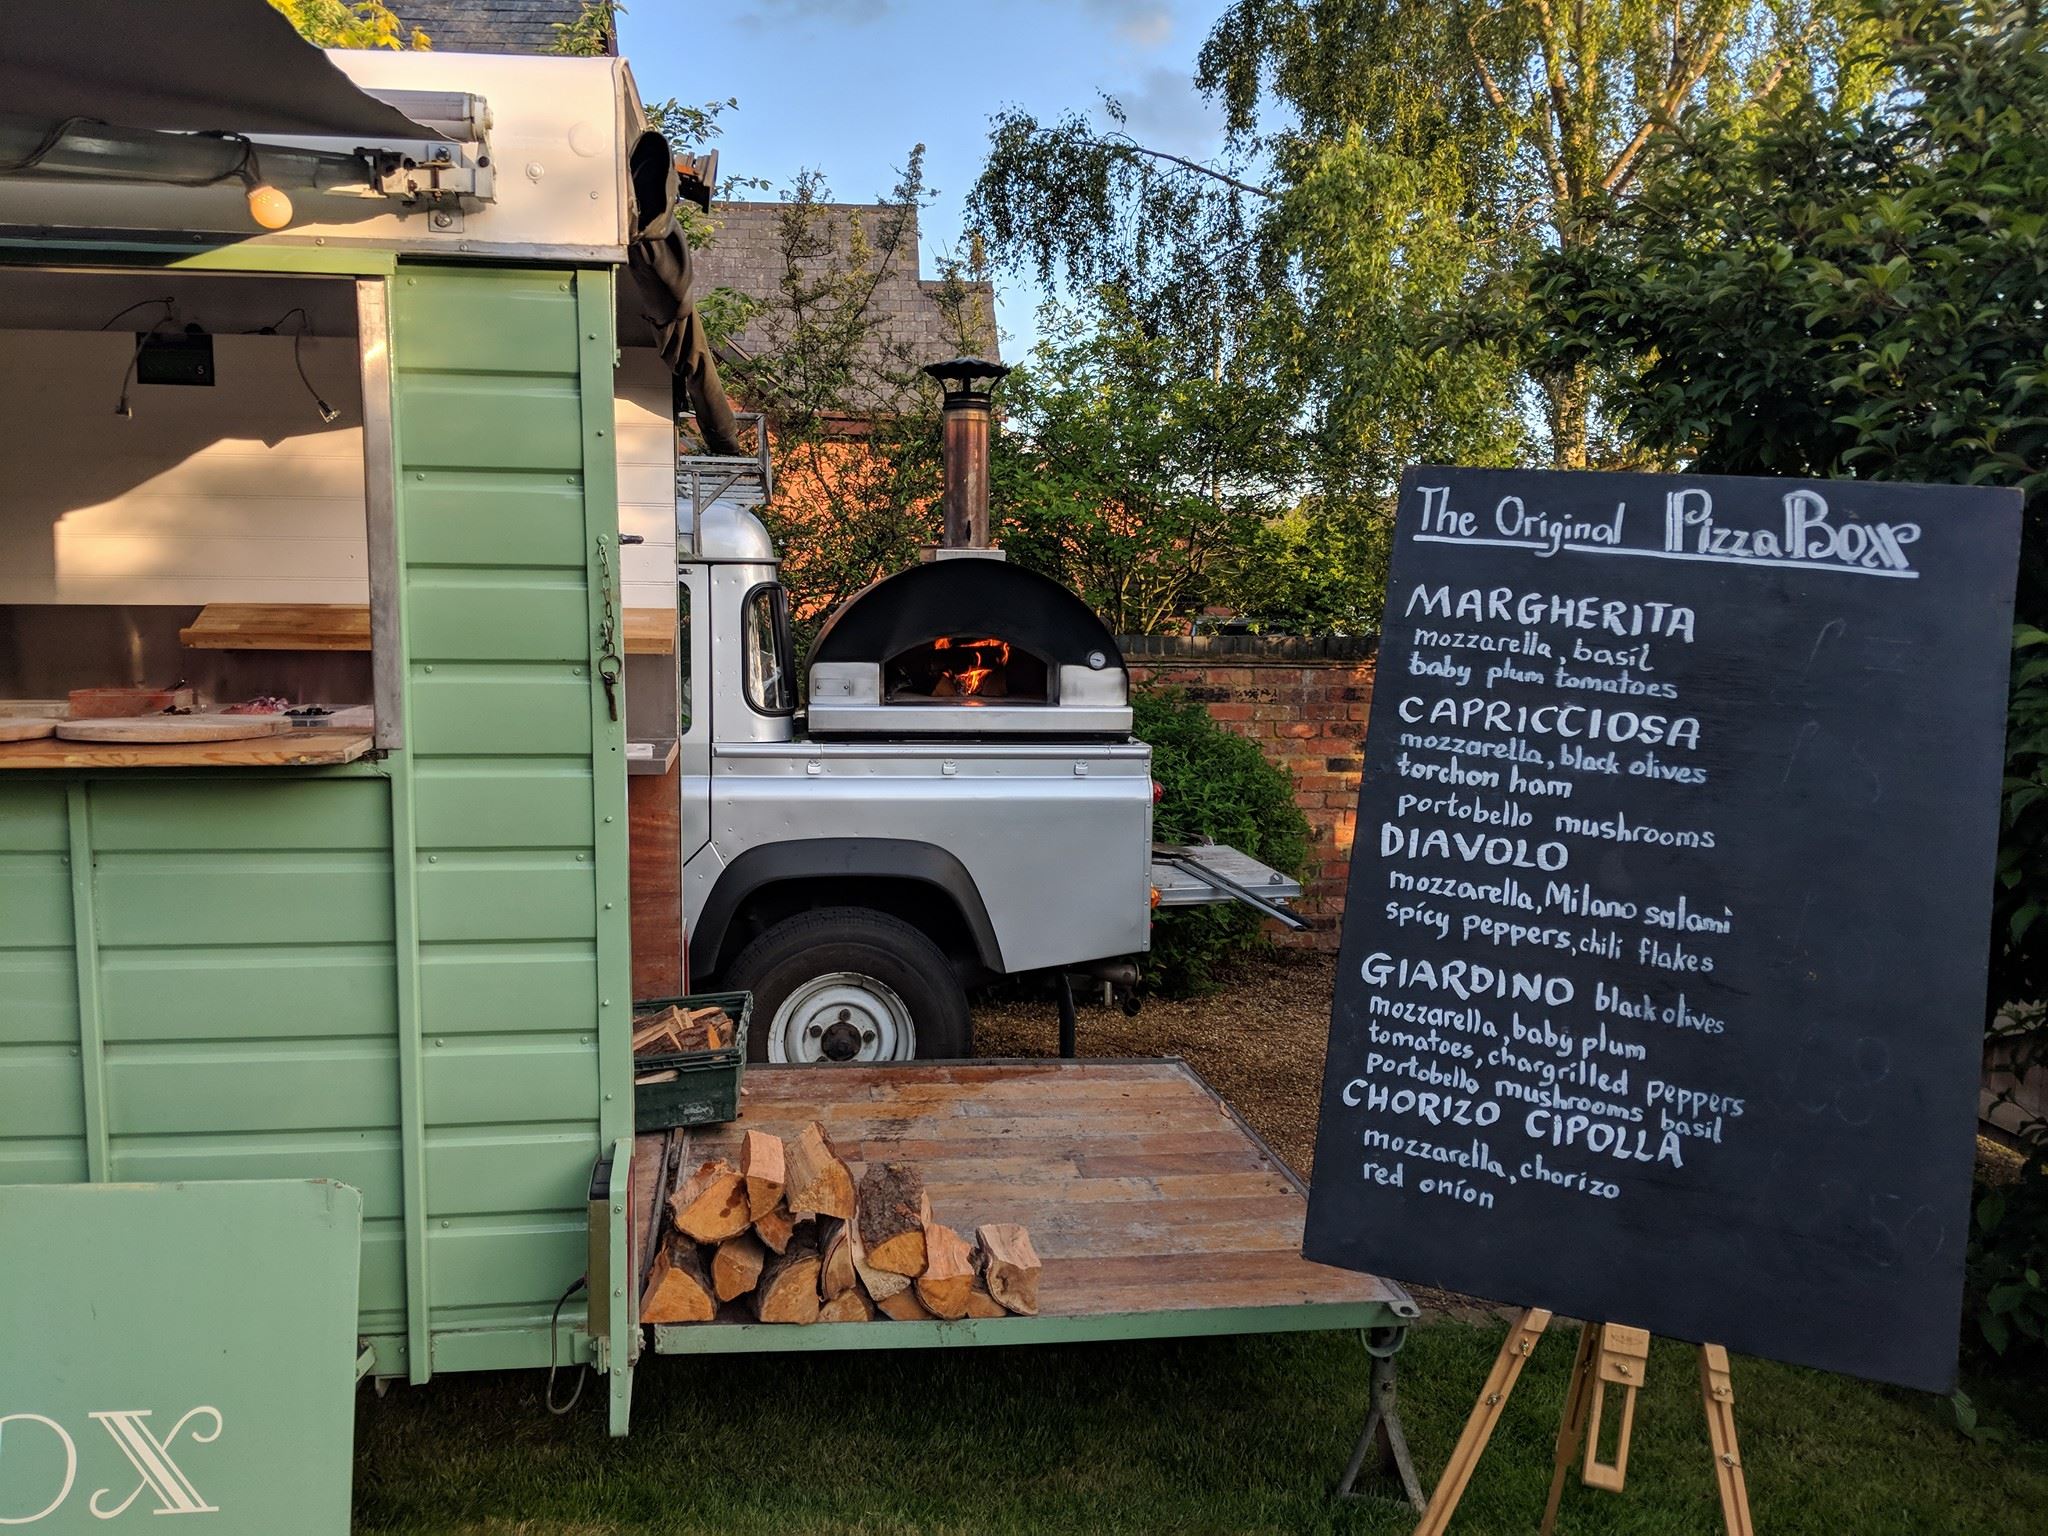 The Original PizzaBox
MARGHERITA
mozzarella, basil
baby plum tomatoes
CAPRICCIOSA
mozzarella, black olives
torchon ham
portobello mushrooms
DIAVOLO
mozzarella, Milano salami
spicy peppers, chili flakes
GIARDINO black olives
mozzarella, baby plum
tomatoes, chargrilled peppers
portobello mushrooms basil
CHORIZO CIPOLLA
mozzarella, chorizo
red onion
OX